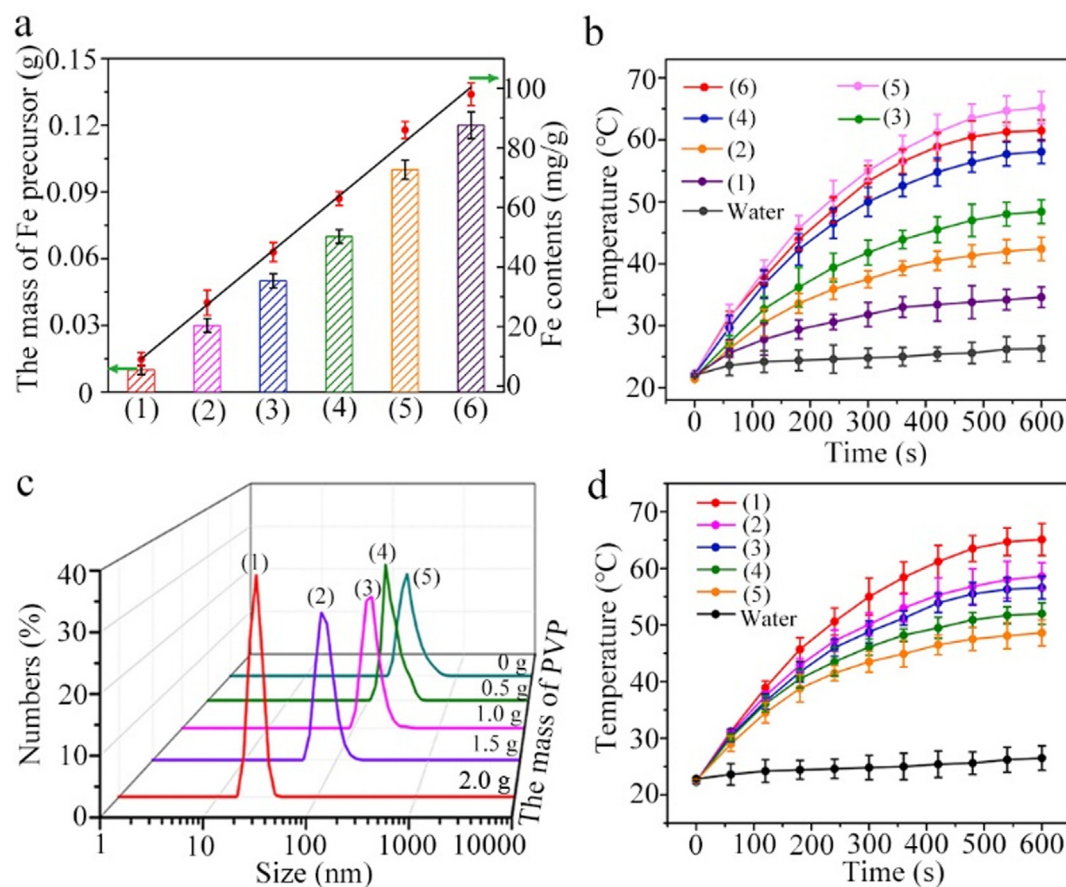 a
The mass of Fe precursor (g)
0.15
0.12
0.09
0.06
0.03
0
(1)
(2)
(3)
(4)
(5)
(6)
100
80
60
40
20
0
Fe contents (mg/g)
b
Temperature (°C)
70
60
50
40
30
20
(6)
(4)
(2)
(1)
Water
(5)
(3)
0 100 200 300 400 500 600
Time (s)
c
Numbers (%)
40
30
20
10
0
(1)
(2)
(3)
(4)
(5)
0 g
0.5 g
1.0 g
1.5 g
2.0 g
The mass of PVP
1 10 100 1000 10000
Size (nm)
d
Temperature (°C)
70
60
50
40
30
20
(1)
(2)
(3)
(4)
(5)
Water
0 100 200 300 400 500 600
Time (s)